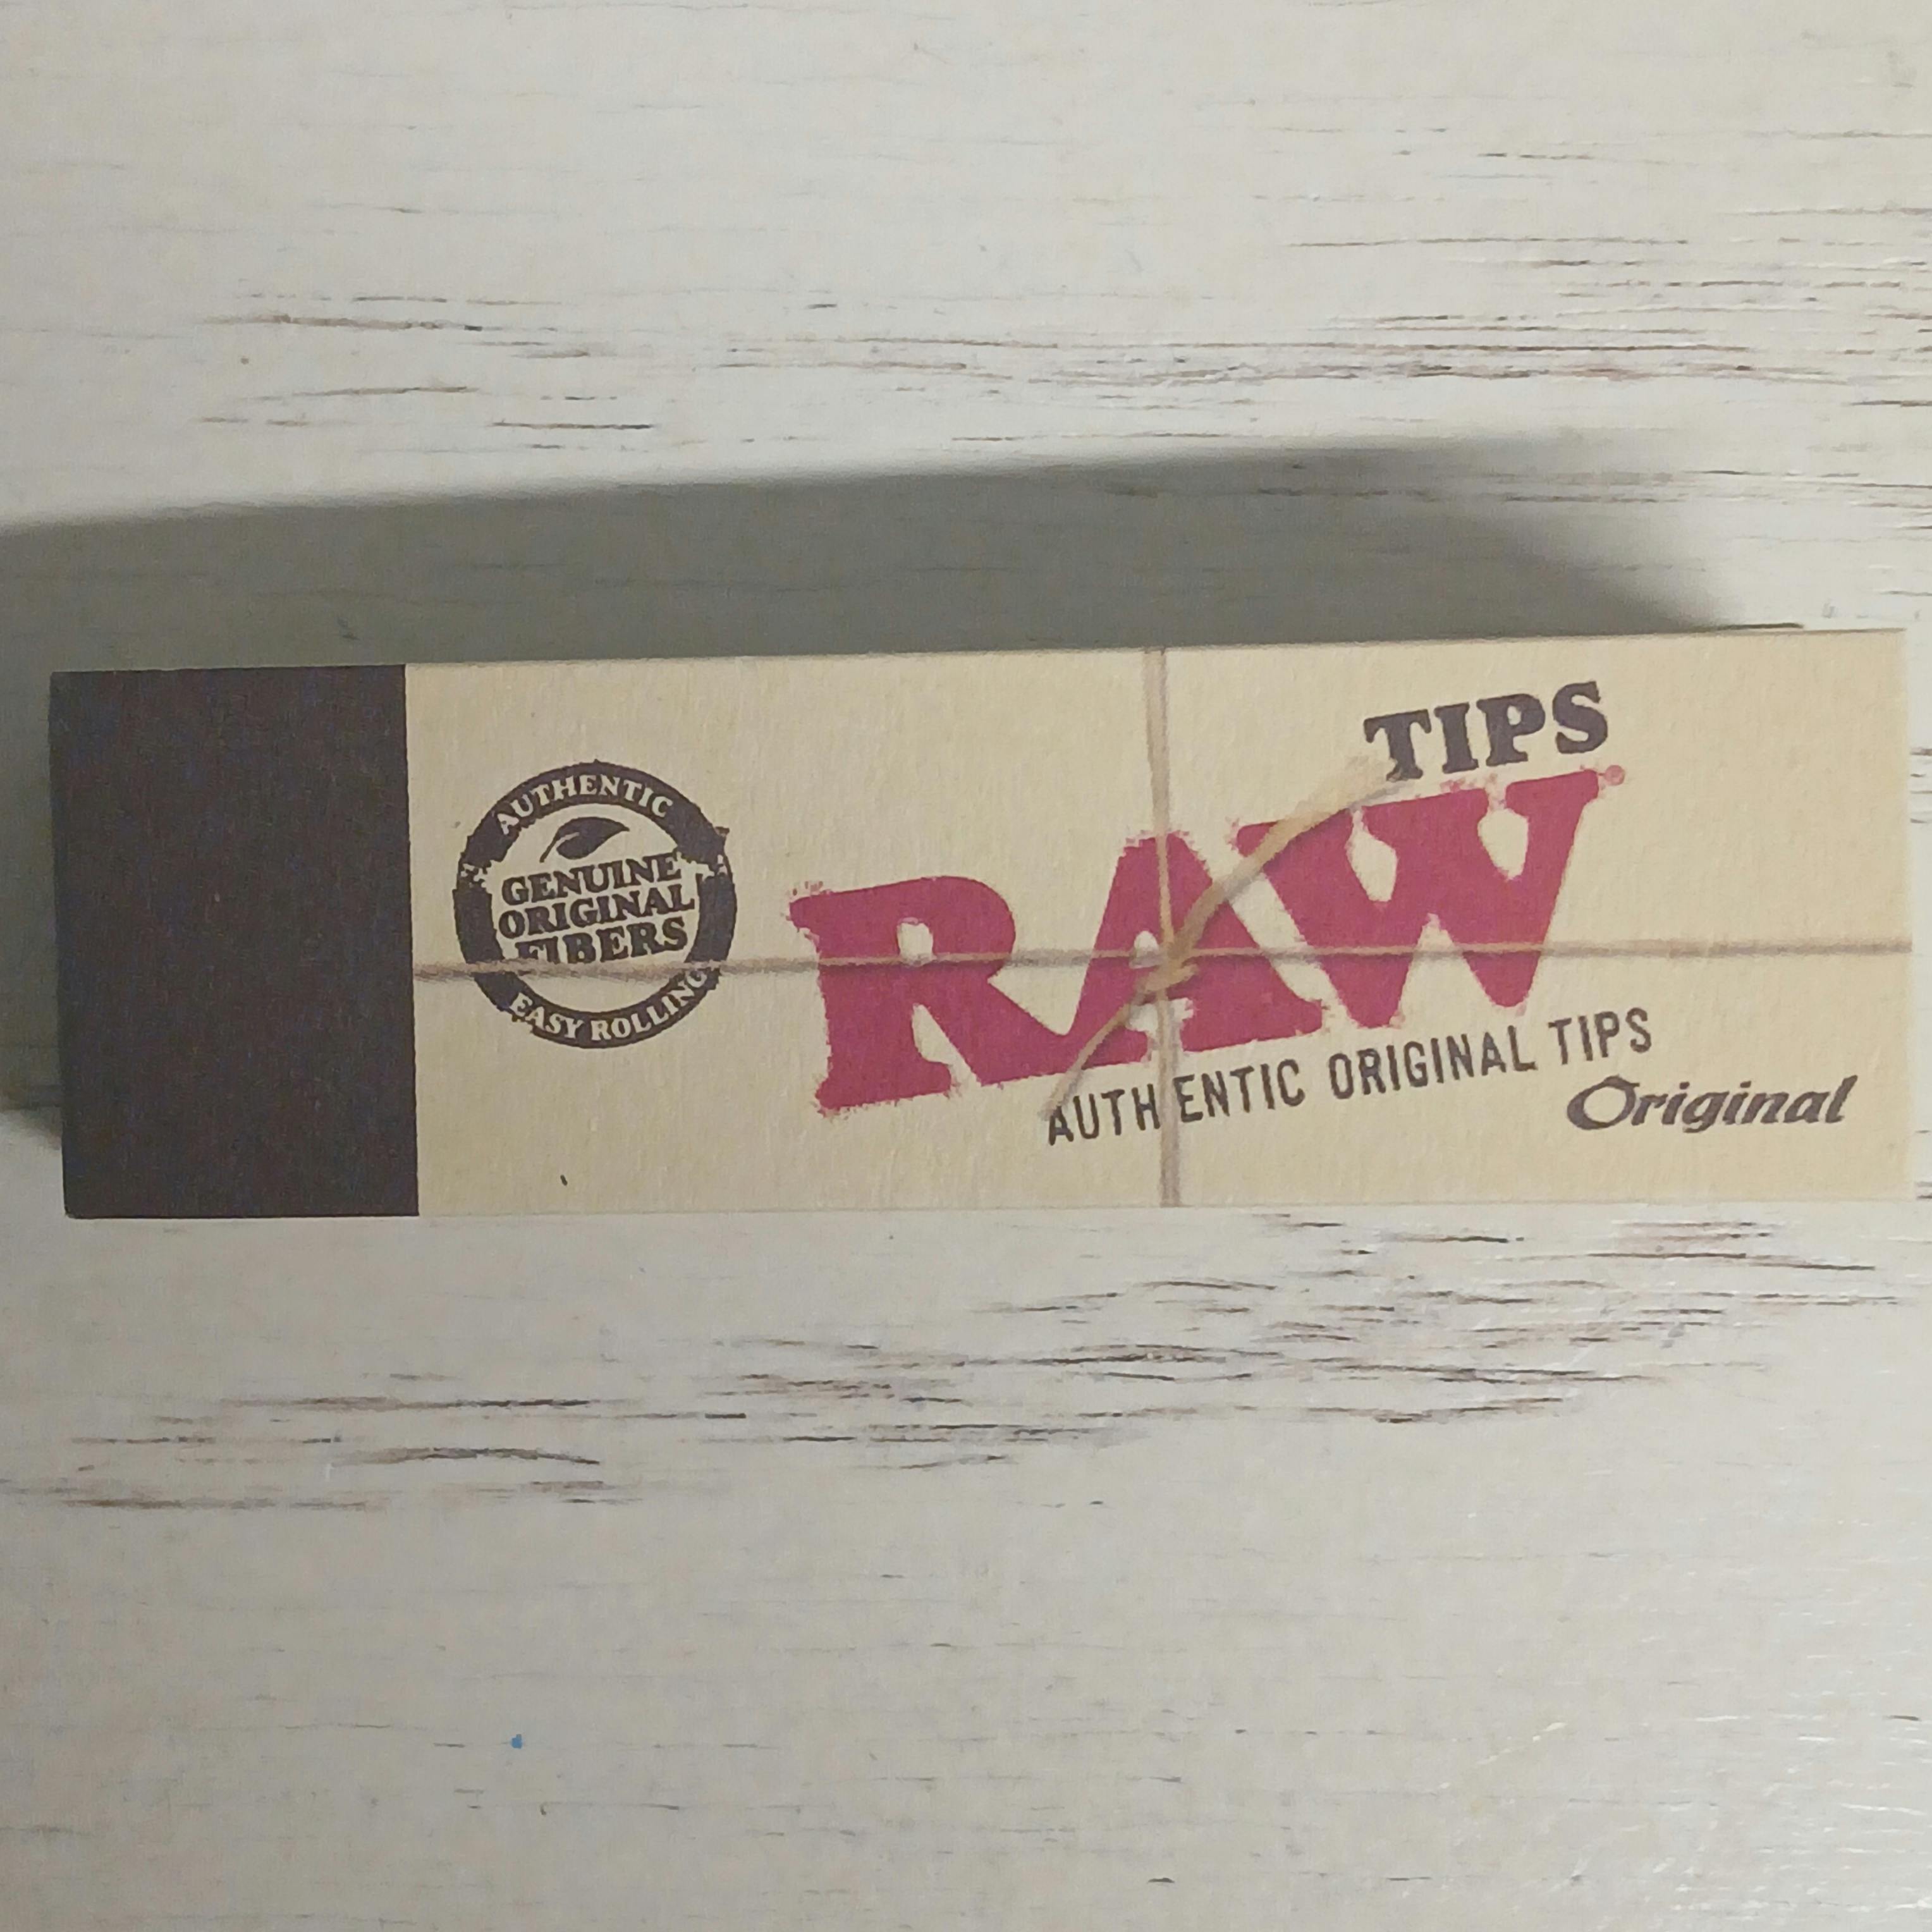 AUTHENTIC
GENUINE
ORIGINAL
FIBERS
EASY ROLLING
TIPS
RAW®
AUTHENTIC ORIGINAL TIPS
Original